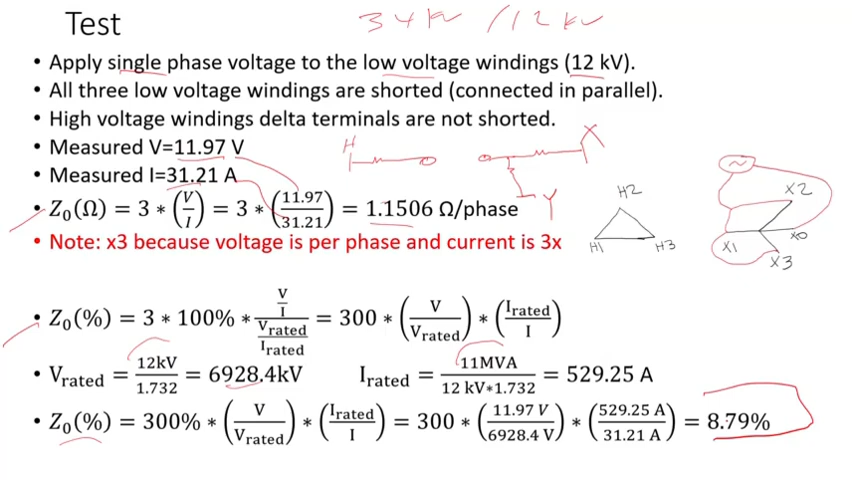 Test
34 kv / 12 kv
• Apply single phase voltage to the low voltage windings (12 kV).
• All three low voltage windings are shorted (connected in parallel).
• High voltage windings delta terminals are not shorted.
• Measured V=11.97 V
• Measured I=31.21 A
H
X
Y
H2
H1
H3
~
X2
X1
X0
X3
• Z₀(Ω) = 3 * (V/I) = 3 * (11.97/31.21) = 1.1506 Ω/phase
• Note: x3 because voltage is per phase and current is 3x
• Z₀(%) = 3 * 100% * (V/I)/(Vrated/Irated) = 300 * (V/Vrated) * (Irated/I)
• Vrated = 12kV/1.732 = 6928.4kV Irated = 11MVA/12 kV*1.732 = 529.25 A
• Z₀(%) = 300% * (V/Vrated) * (Irated/I) = 300 * (11.97 V/6928.4 V) * (529.25 A/31.21 A) = 8.79%